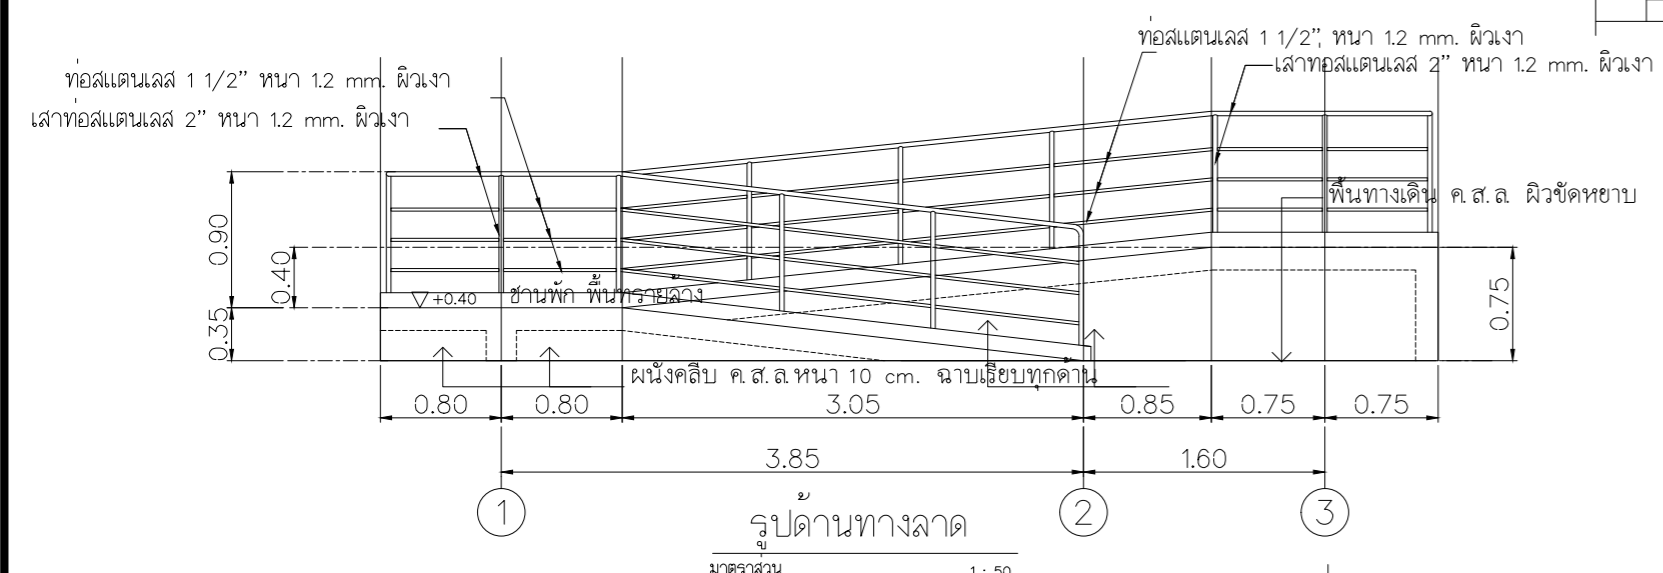 ท่อสแตนเลส 1 1/2” หนา 1.2 mm. ผิวเงา
เสาท่อสแตนเลส 2” หนา 1.2 mm. ผิวเงา
ท่อสแตนเลส 1 1/2” หนา 1.2 mm. ผิวเงา
เสาท่อสแตนเลส 2” หนา 1.2 mm. ผิวเงา
พื้นทางเดิน ค.ส.ล. ผิวขัดหยาบ
0.90
0.40
0.35
+0.40
ชานพัก พื้นทรายล้าง
0.75
ผนังคลีบ ค.ส.ล.หนา 10 cm. ฉาบเรียบทุกด้าน
0.80
0.80
3.05
0.85
0.75
0.75
3.85
1.60
1
2
3
รูปด้านทางลาด
มาตราส่วน 1 : 50